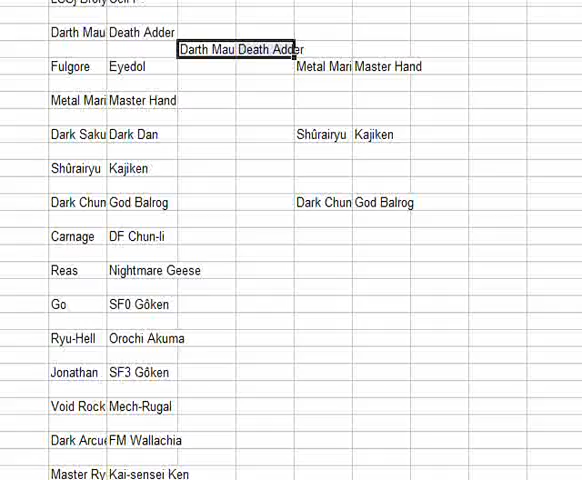 Darth Mau Death Adder
Darth Mau Death Adder
Fulgore Eyedol Metal Mari Master Hand
Metal Mari Master Hand
Dark Saku Dark Dan Shûrairyu Kajiken
Shûrairyu Kajiken
Dark Chun God Balrog Dark Chun God Balrog
Carnage DF Chun-li
Reas Nightmare Geese
Go SF0 Gôken
Ryu-Hell Orochi Akuma
Jonathan SF3 Gôken
Void Rock Mech-Rugal
Dark Arcue FM Wallachia
Master Ry Kai-sensei Ken